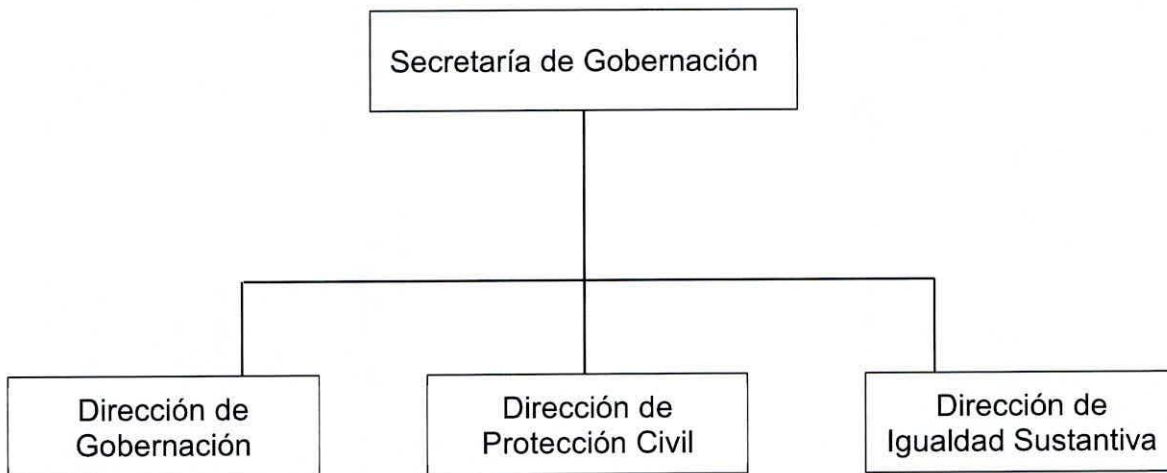 Secretaría de Gobernación
Dirección de
Gobernación
Dirección de
Protección Civil
Dirección de
Igualdad Sustantiva